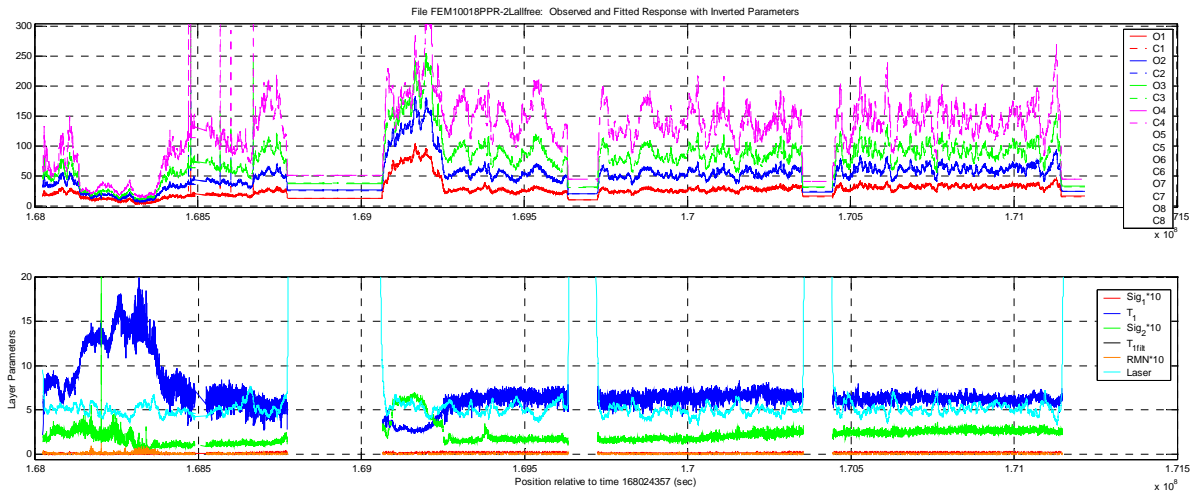 File FEM10018PPR-2Lallfree: Observed and Fitted Response with Inverted Parameters
300
250
200
150
100
50
0
1.68
1.685
1.69
1.695
1.7
1.705
1.71
1.715
x 10^8
O1
C1
O2
C2
O3
C3
O4
C4
O5
C5
O6
C6
O7
C7
O8
C8
Layer Parameters
20
15
10
5
0
1.68
1.685
1.69
1.695
1.7
1.705
1.71
1.715
x 10^8
Position relative to time 168024357 (sec)
Sig_1*10
T_1
Sig_2*10
T_1filt
RMN*10
Laser